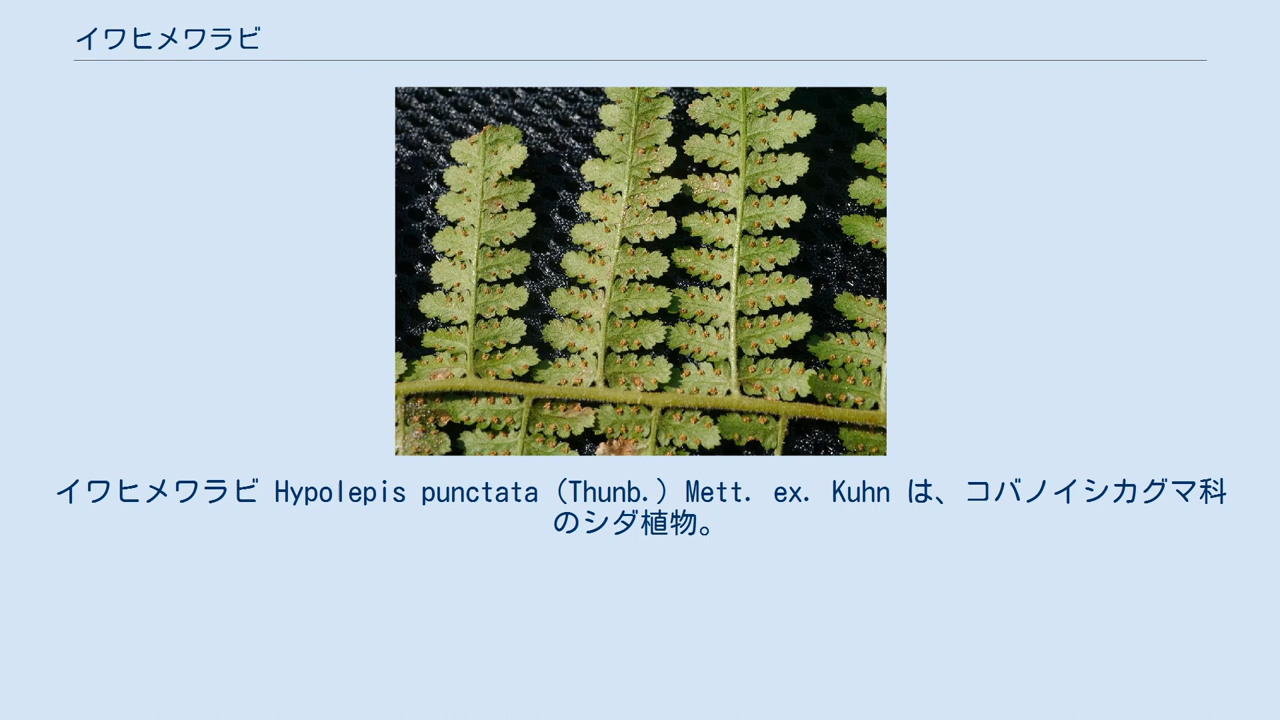 イワヒメワラビ
イワヒメワラビ Hypolepis punctata (Thunb.) Mett. ex. Kuhn は、コバノイシカグマ科
のシダ植物。